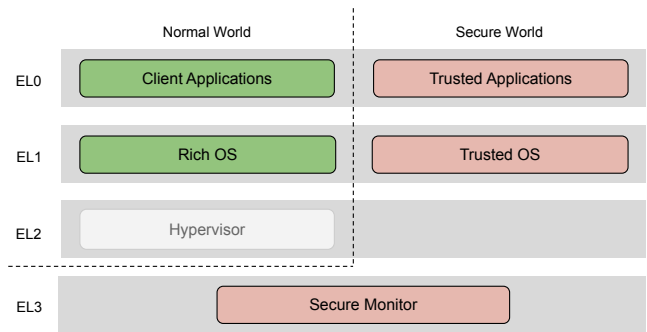 Normal World
Secure World
EL0
Client Applications
Trusted Applications
EL1
Rich OS
Trusted OS
EL2
Hypervisor
EL3
Secure Monitor